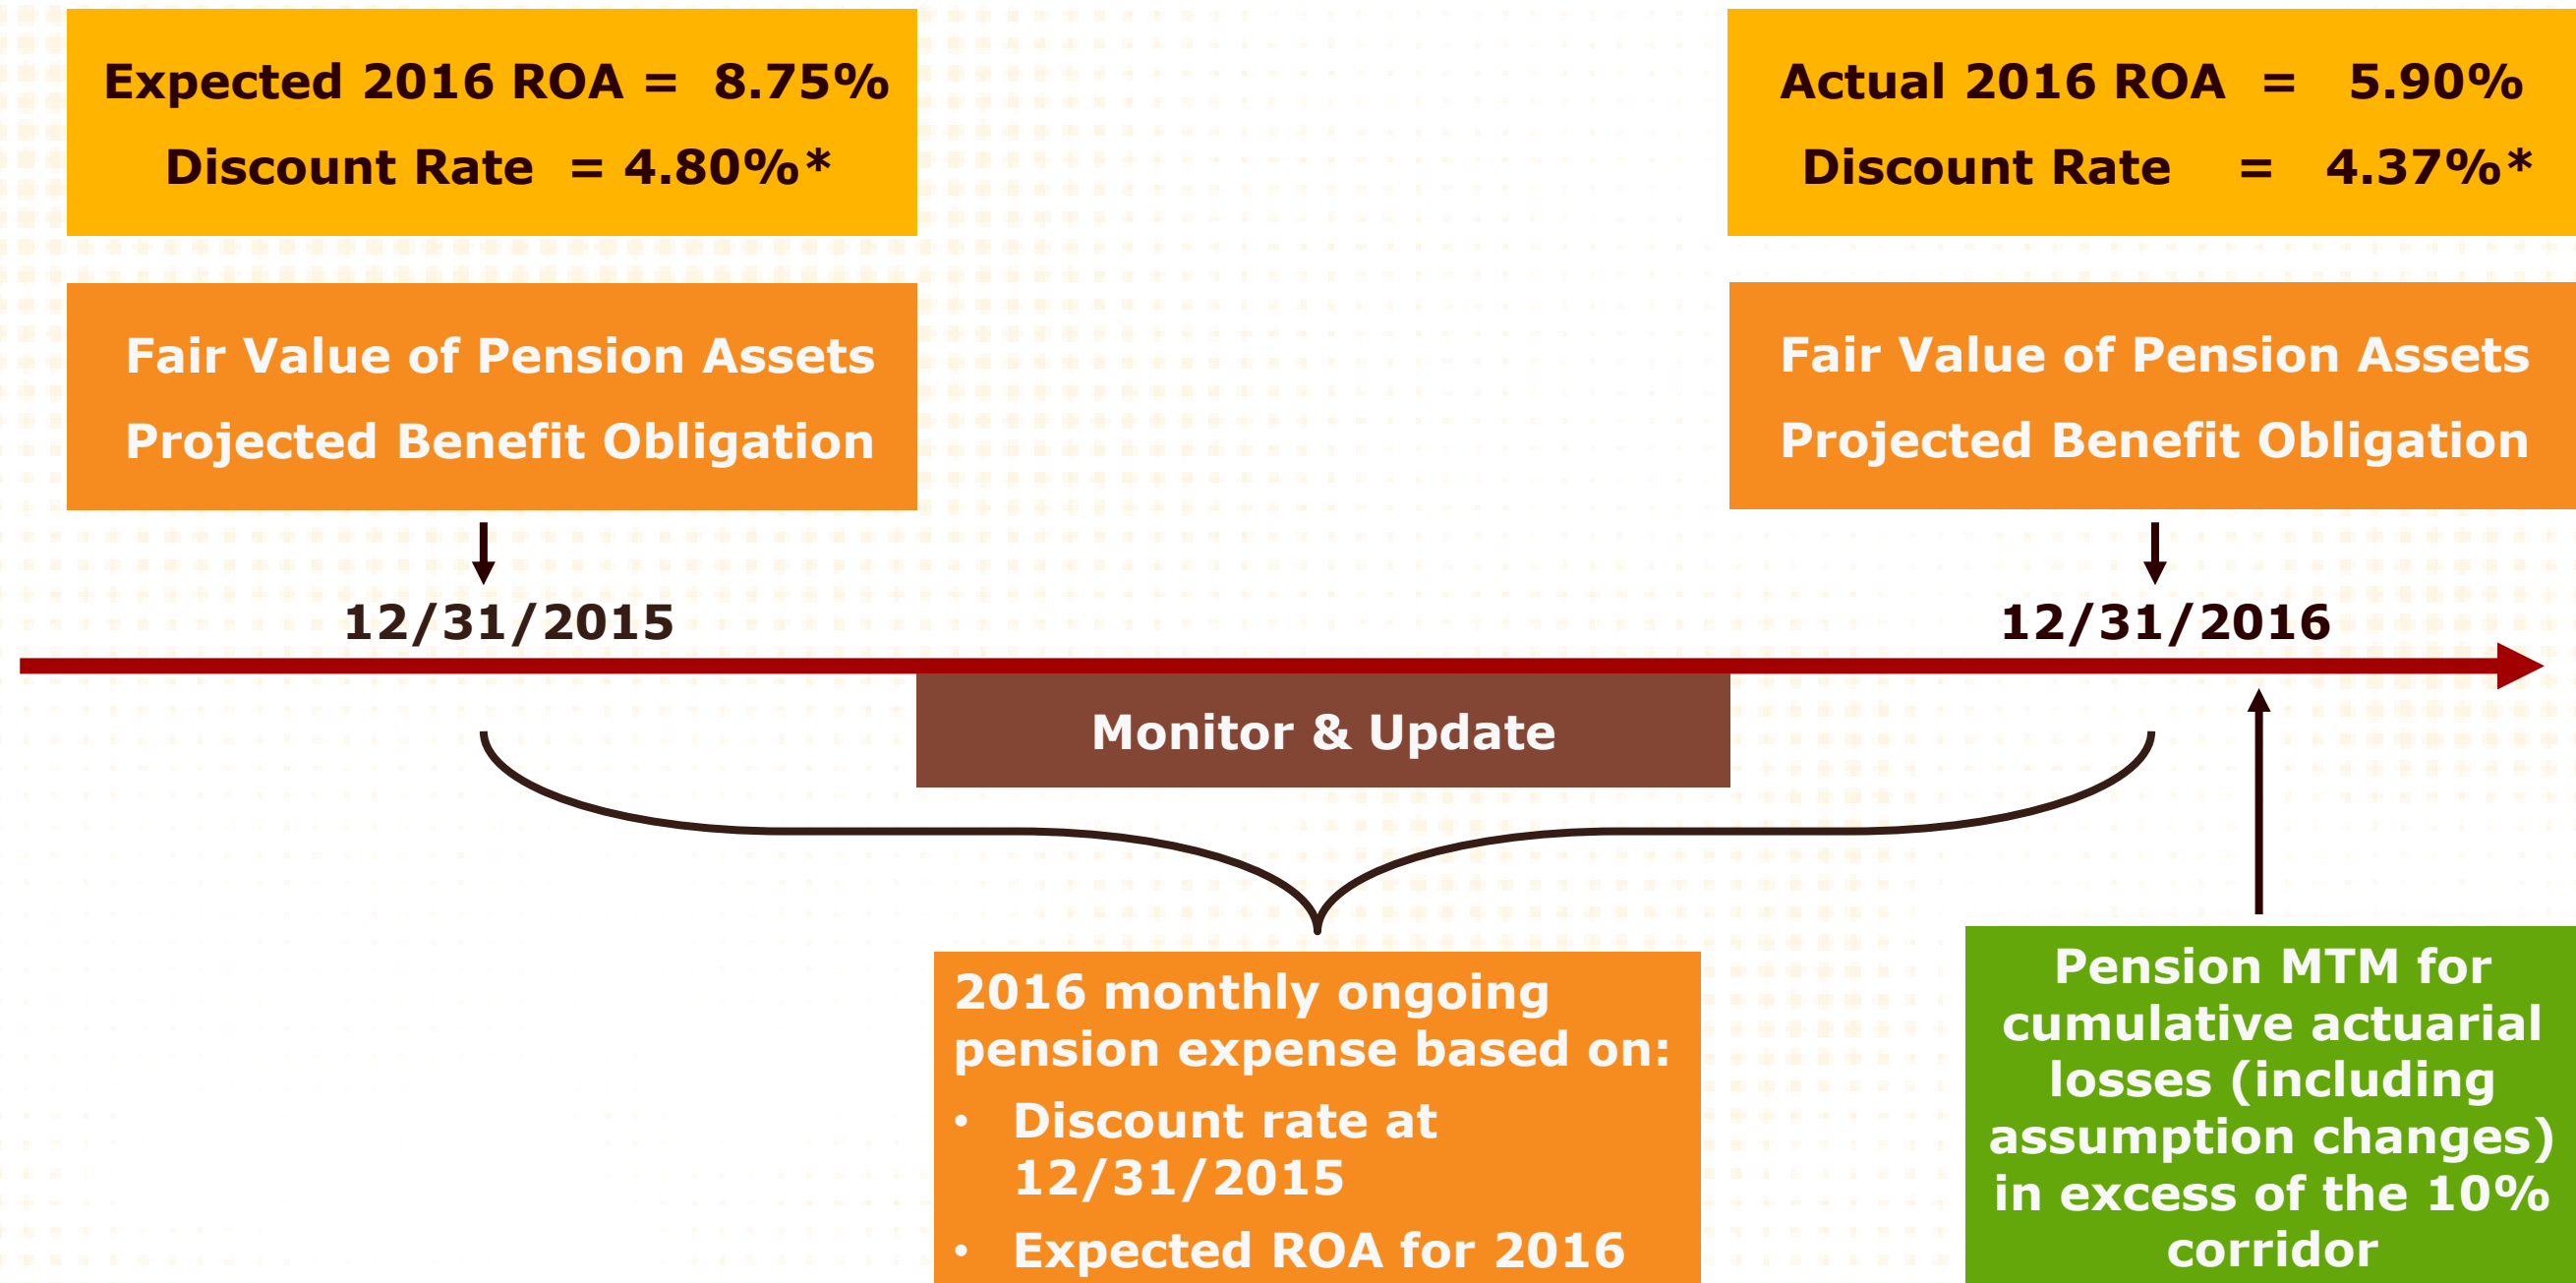 Expected 2016 ROA = 8.75%
Discount Rate = 4.80%*
Actual 2016 ROA = 5.90%
Discount Rate = 4.37%*
Fair Value of Pension Assets
Projected Benefit Obligation
Fair Value of Pension Assets
Projected Benefit Obligation
12/31/2015
12/31/2016
Monitor & Update
2016 monthly ongoing
pension expense based on:
• Discount rate at
12/31/2015
• Expected ROA for 2016
Pension MTM for
cumulative actuarial
losses (including
assumption changes)
in excess of the 10%
corridor